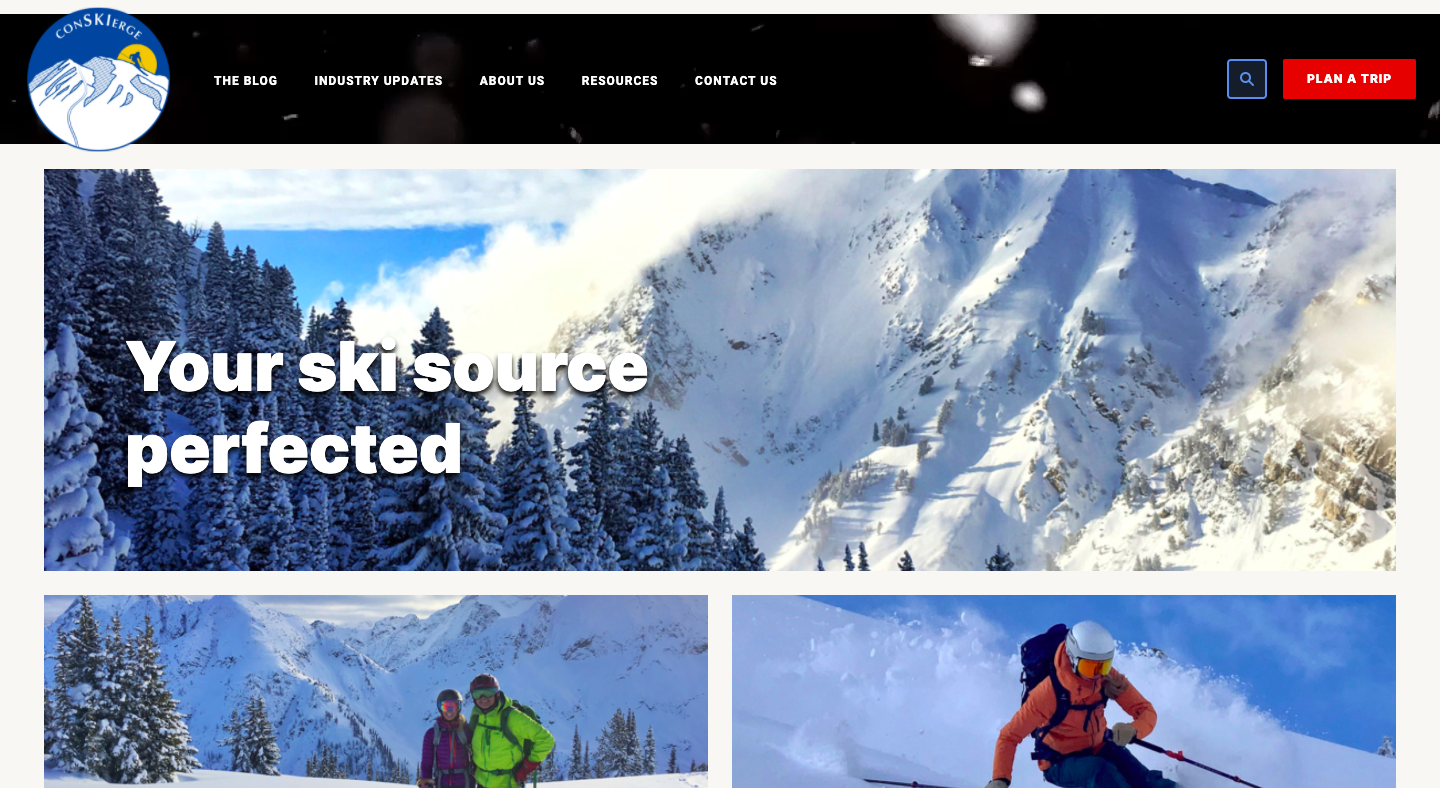 CONSKIERGE
THE BLOG
INDUSTRY UPDATES
ABOUT US
RESOURCES
CONTACT US
PLAN A TRIP
Your ski source
perfected